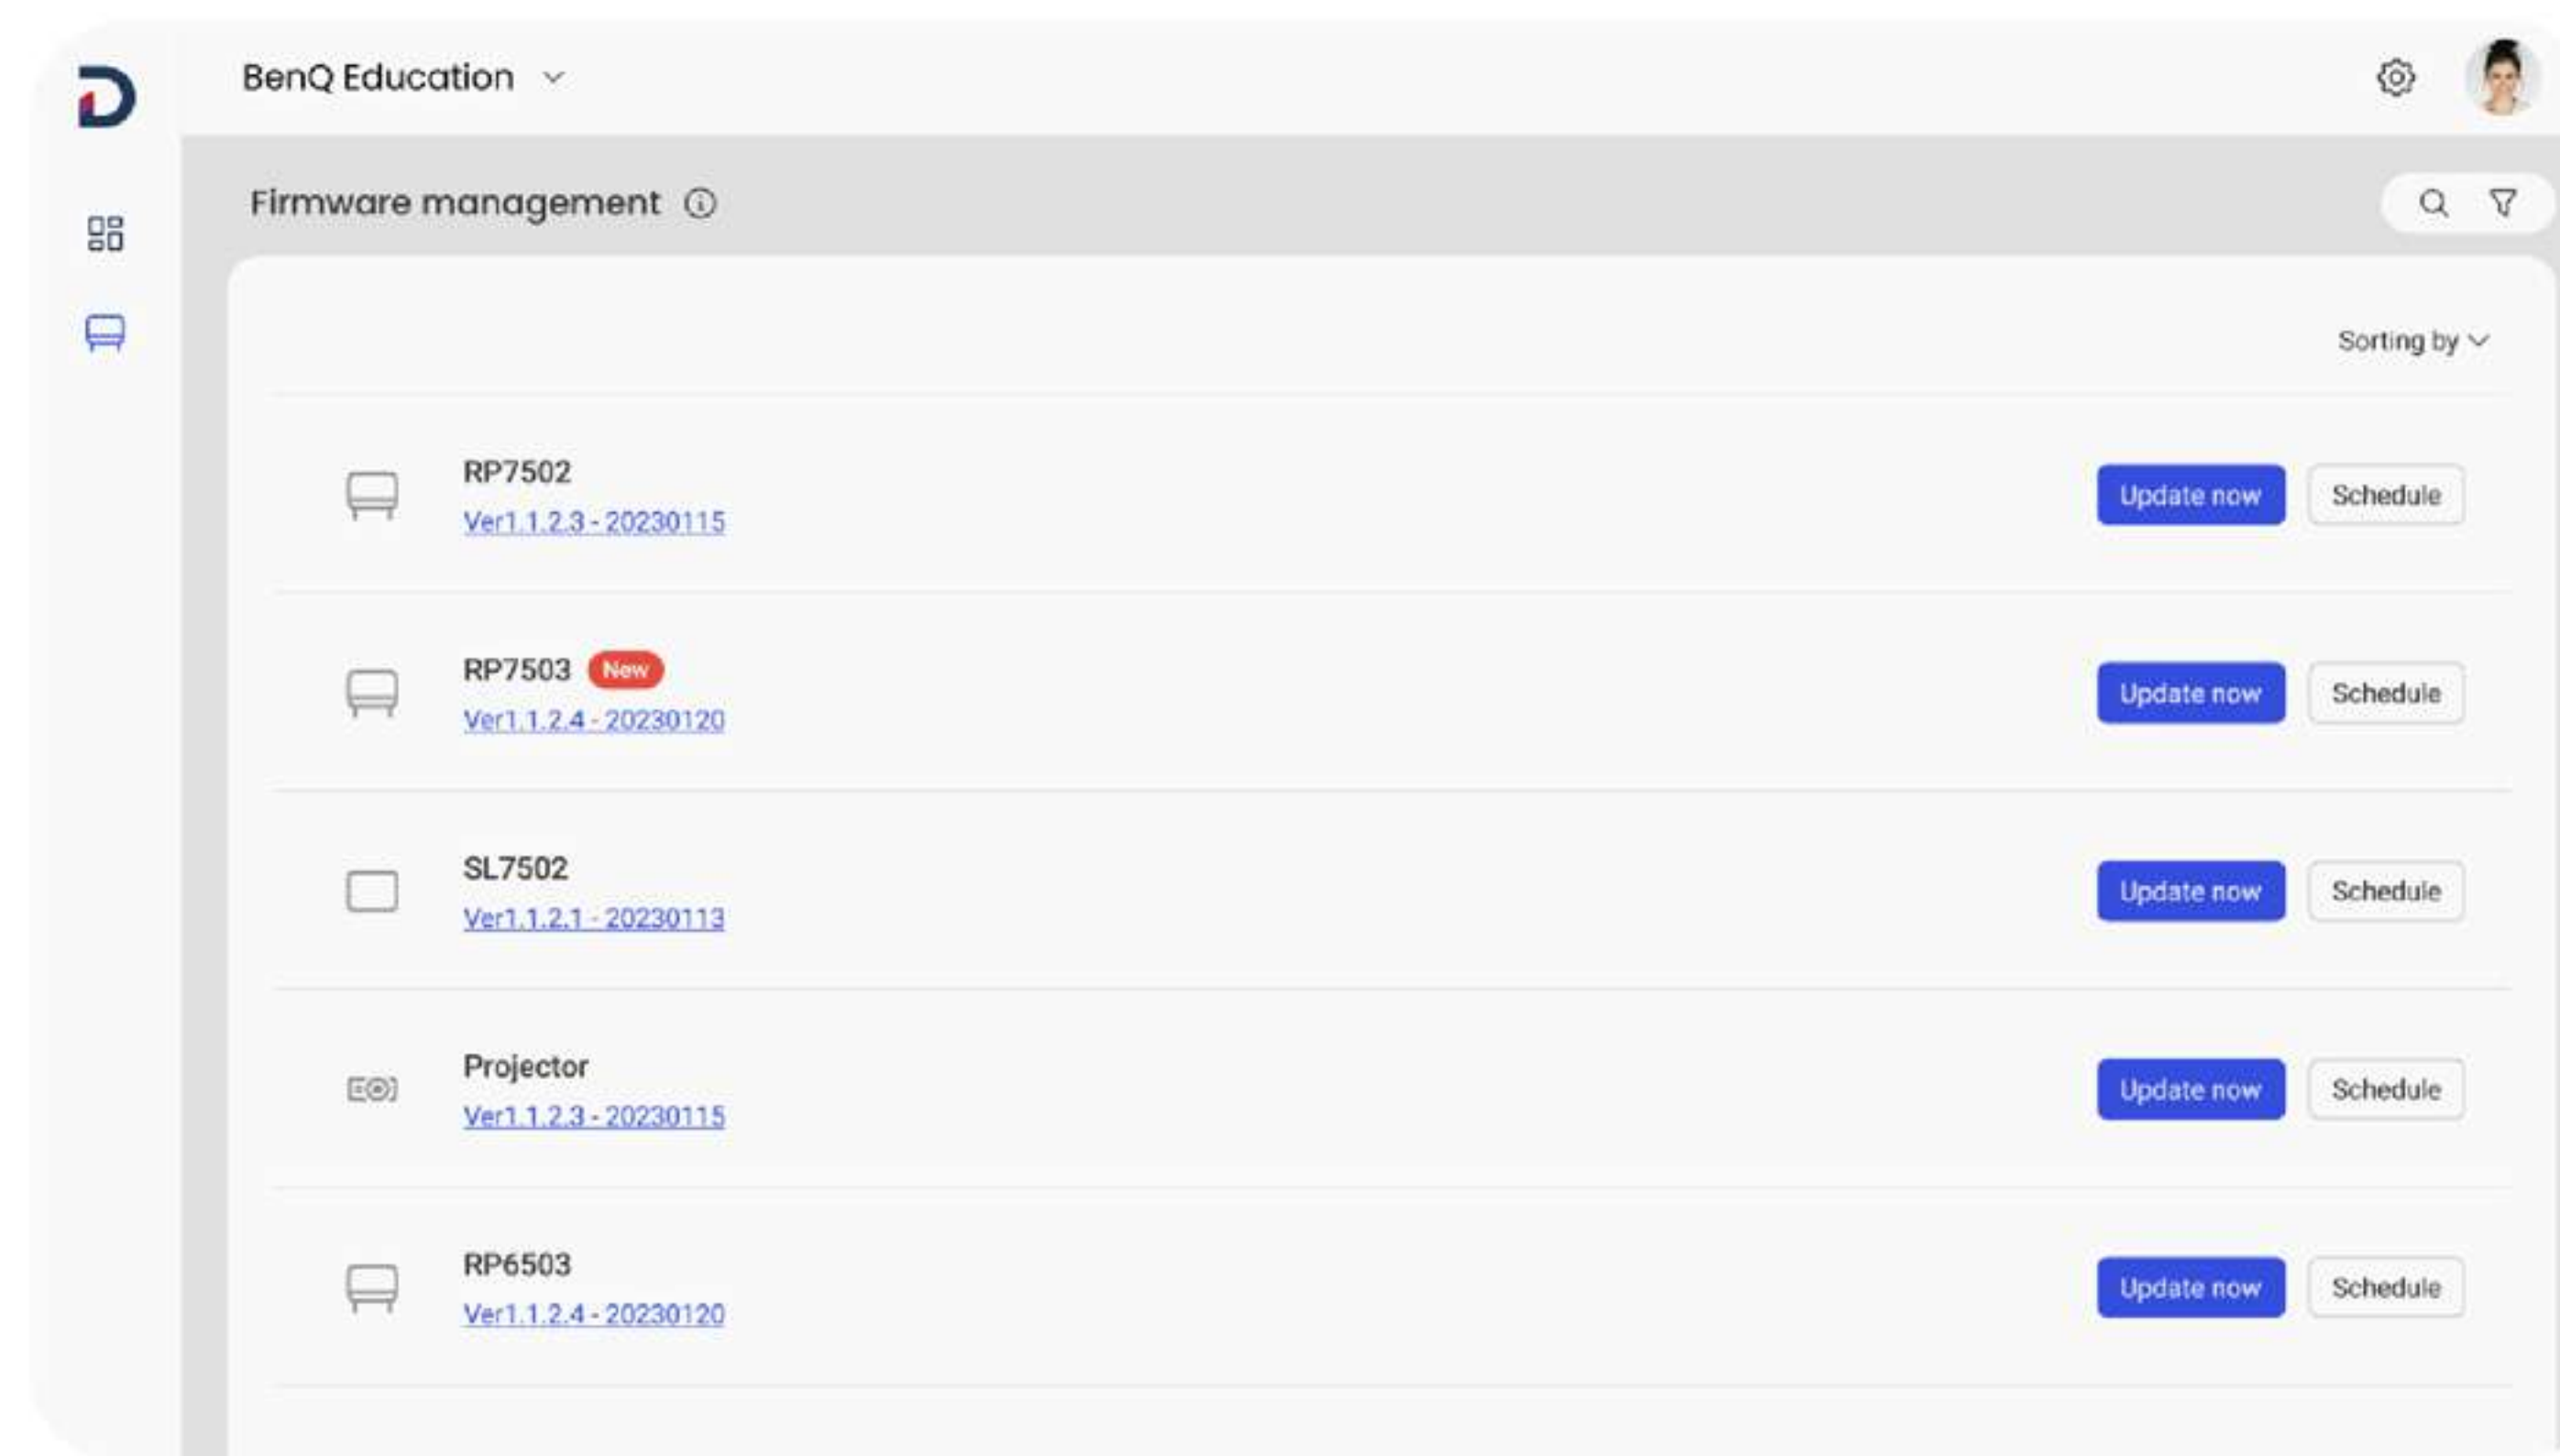 BenQ Education
Firmware management
Sorting by
RP7502
Ver1.1.2.3 - 20230115
Update now
Schedule
RP7503 New
Ver1.1.2.4 - 20230120
Update now
Schedule
SL7502
Ver1.1.2.1 - 20230113
Update now
Schedule
Projector
Ver1.1.2.3 - 20230115
Update now
Schedule
RP6503
Ver1.1.2.4 - 20230120
Update now
Schedule